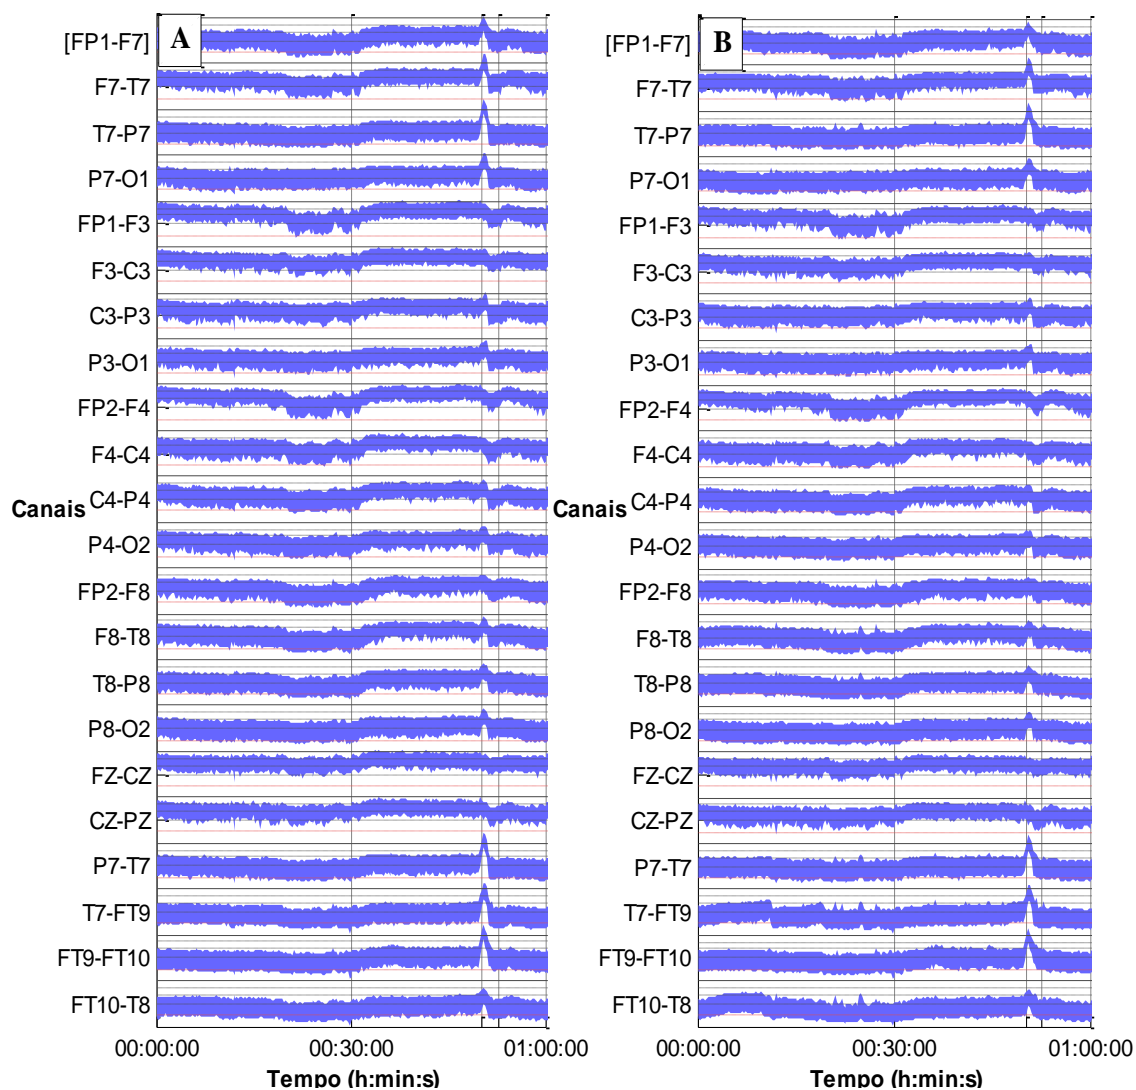 A
[FP1-F7]
F7-T7
T7-P7
P7-O1
FP1-F3
F3-C3
C3-P3
P3-O1
FP2-F4
F4-C4
Canais C4-P4
P4-O2
FP2-F8
F8-T8
T8-P8
P8-O2
FZ-CZ
CZ-PZ
P7-T7
T7-FT9
FT9-FT10
FT10-T8
00:00:00 00:30:00 01:00:00
Tempo (h:min:s)
B
[FP1-F7]
F7-T7
T7-P7
P7-O1
FP1-F3
F3-C3
C3-P3
P3-O1
FP2-F4
F4-C4
Canais C4-P4
P4-O2
FP2-F8
F8-T8
T8-P8
P8-O2
FZ-CZ
CZ-PZ
P7-T7
T7-FT9
FT9-FT10
FT10-T8
00:00:00 00:30:00 01:00:00
Tempo (h:min:s)